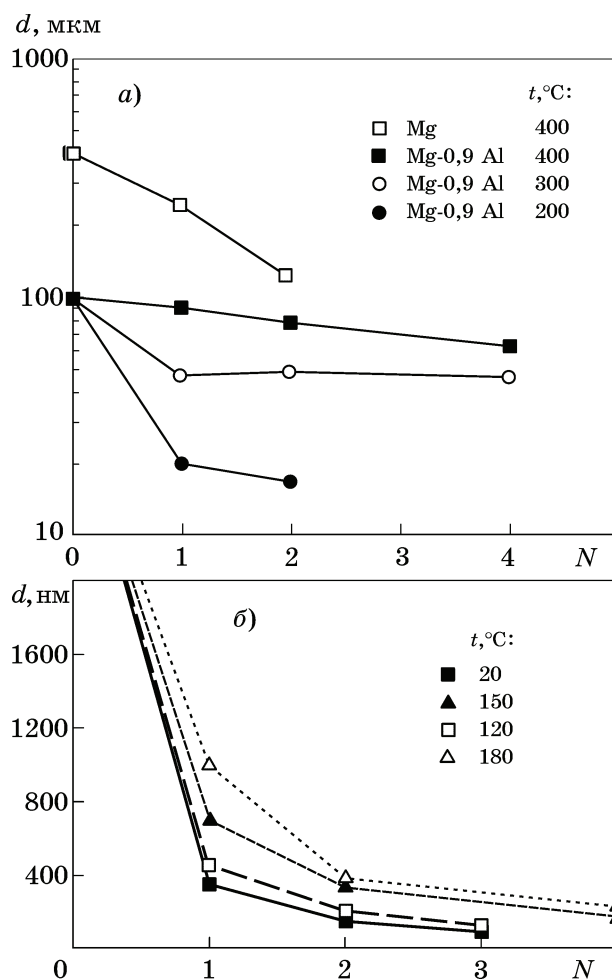 d, мкм
1000
а)
t,°C:
Mg 400
Mg-0,9 Al 400
Mg-0,9 Al 300
Mg-0,9 Al 200
100
10
0 1 2 3 4 N
d, нм
б)
t,°C:
1600
20
150
1200
120
180
800
400
0 1 2 3 N